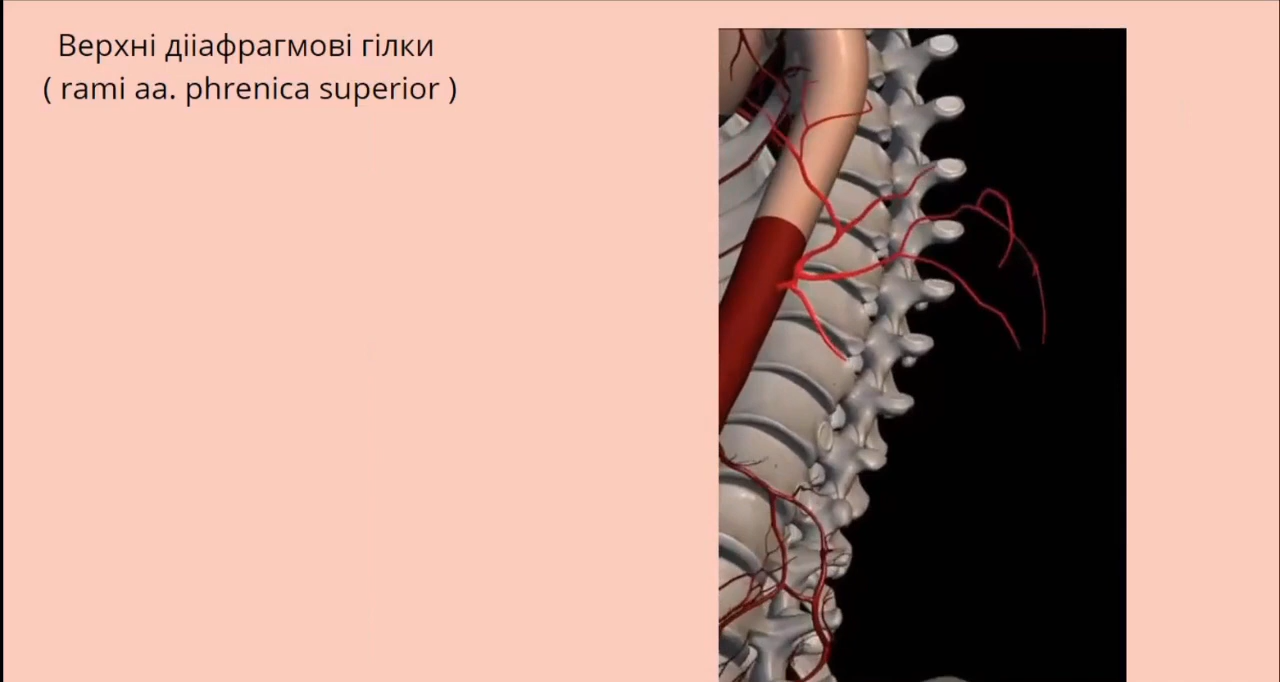 Верхні дііафрагмові гілки
( rami aa. phrenica superior )